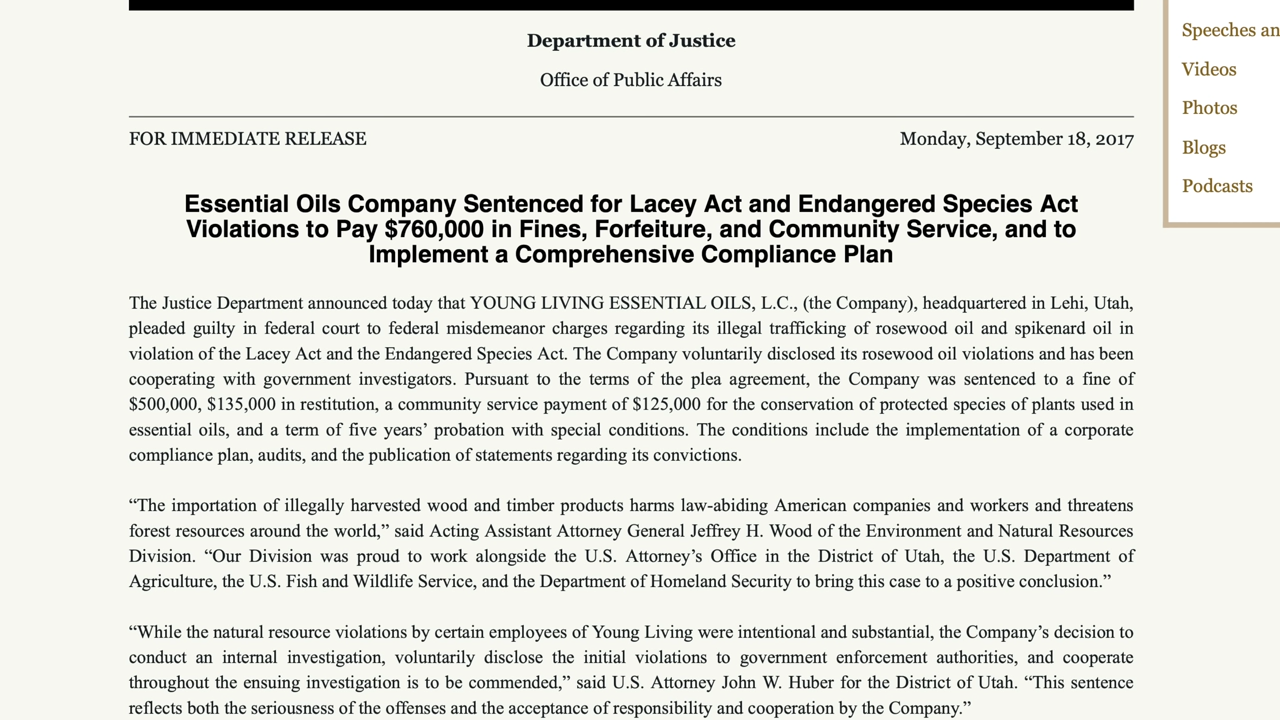 Department of Justice
Office of Public Affairs
FOR IMMEDIATE RELEASE
Monday, September 18, 2017
Essential Oils Company Sentenced for Lacey Act and Endangered Species Act
Violations to Pay $760,000 in Fines, Forfeiture, and Community Service, and to
Implement a Comprehensive Compliance Plan
The Justice Department announced today that YOUNG LIVING ESSENTIAL OILS, L.C., (the Company), headquartered in Lehi, Utah,
pleaded guilty in federal court to federal misdemeanor charges regarding its illegal trafficking of rosewood oil and spikenard oil in
violation of the Lacey Act and the Endangered Species Act. The Company voluntarily disclosed its rosewood oil violations and has been
cooperating with government investigators. Pursuant to the terms of the plea agreement, the Company was sentenced to a fine of
$500,000, $135,000 in restitution, a community service payment of $125,000 for the conservation of protected species of plants used in
essential oils, and a term of five years’ probation with special conditions. The conditions include the implementation of a corporate
compliance plan, audits, and the publication of statements regarding its convictions.
“The importation of illegally harvested wood and timber products harms law-abiding American companies and workers and threatens
forest resources around the world,” said Acting Assistant Attorney General Jeffrey H. Wood of the Environment and Natural Resources
Division. “Our Division was proud to work alongside the U.S. Attorney’s Office in the District of Utah, the U.S. Department of
Agriculture, the U.S. Fish and Wildlife Service, and the Department of Homeland Security to bring this case to a positive conclusion.”
“While the natural resource violations by certain employees of Young Living were intentional and substantial, the Company’s decision to
conduct an internal investigation, voluntarily disclose the initial violations to government enforcement authorities, and cooperate
throughout the ensuing investigation is to be commended,” said U.S. Attorney John W. Huber for the District of Utah. “This sentence
reflects both the seriousness of the offenses and the acceptance of responsibility and cooperation by the Company.”
Speeches an
Videos
Photos
Blogs
Podcasts